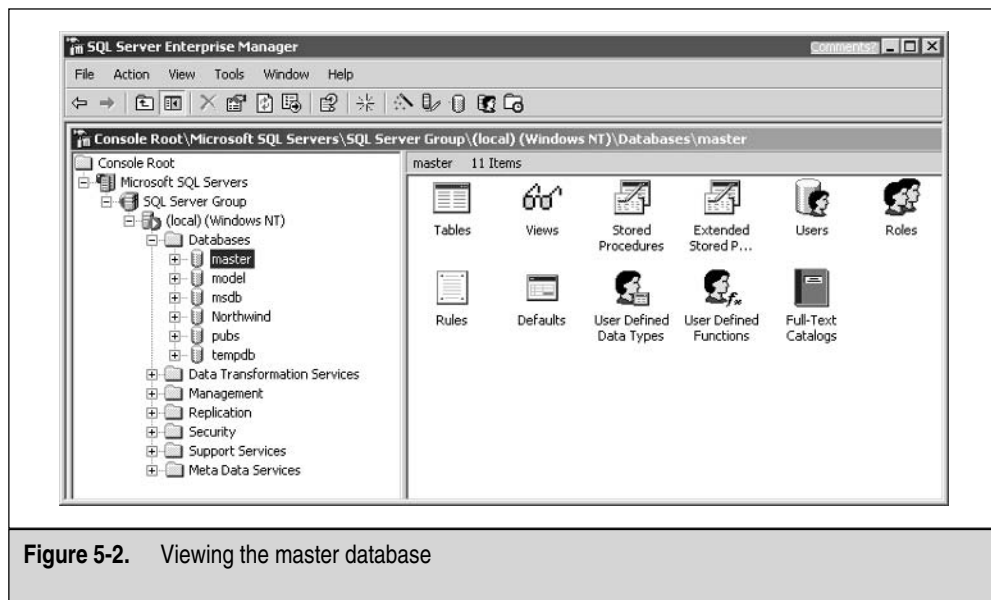 SQL Server Enterprise Manager
Comments?
File Action View Tools Window Help
Console Root\Microsoft SQL Servers\SQL Server Group\(local) (Windows NT)\Databases\master
Console Root
Microsoft SQL Servers
SQL Server Group
(local) (Windows NT)
Databases
master
model
msdb
Northwind
pubs
tempdb
Data Transformation Services
Management
Replication
Security
Support Services
Meta Data Services
master 11 Items
Tables
Views
Stored
Procedures
Extended
Stored P...
Users
Roles
Rules
Defaults
User Defined
Data Types
User Defined
Functions
Full-Text
Catalogs
Figure 5-2. Viewing the master database